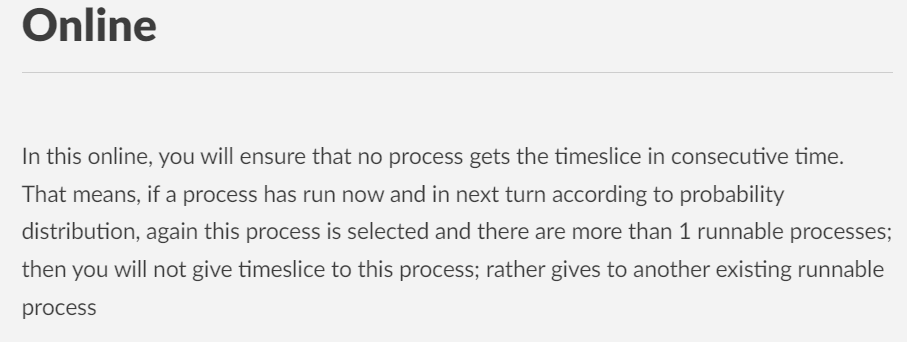 Online
In this online, you will ensure that no process gets the timeslice in consecutive time.
That means, if a process has run now and in next turn according to probability
distribution, again this process is selected and there are more than 1 runnable processes;
then you will not give timeslice to this process; rather gives to another existing runnable
process